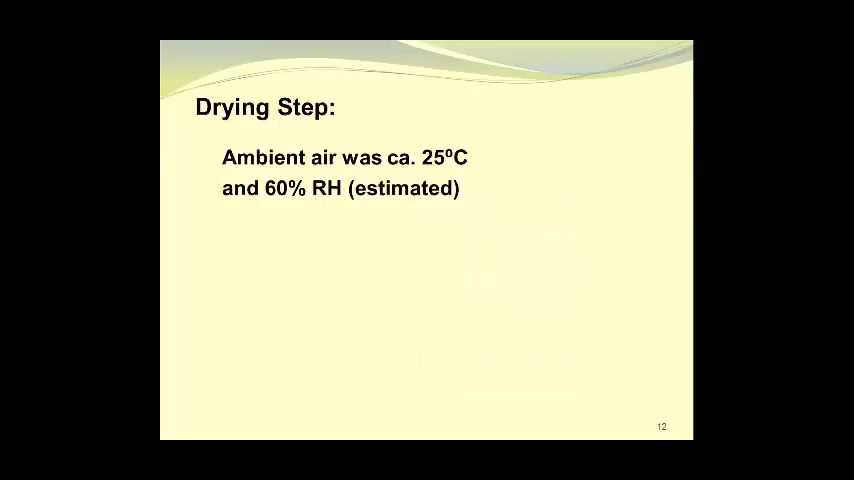 Drying Step:
Ambient air was ca. 25ºC
and 60% RH (estimated)
12